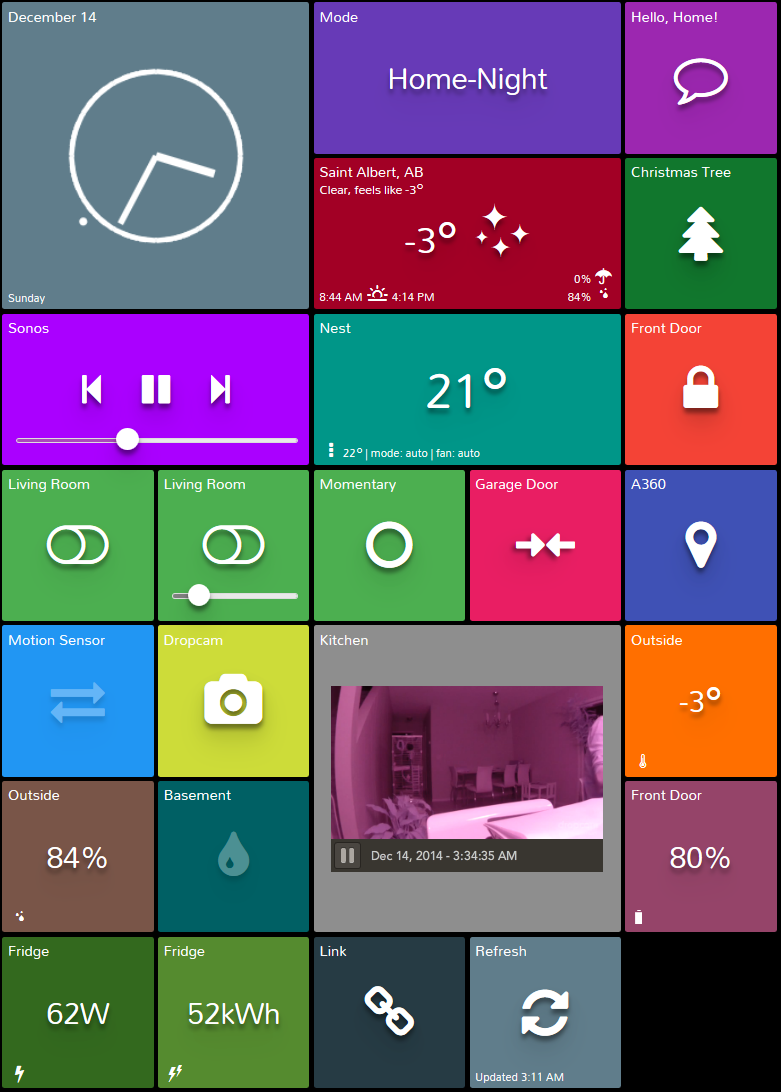 December 14
Sunday
Mode
Home-Night
Hello, Home!
Saint Albert, AB
Clear, feels like -3°
-3°
0%
8:44 AM 4:14 PM
84%
Christmas Tree
Sonos
Nest
21°
22° | mode: auto | fan: auto
Front Door
Living Room
Living Room
Momentary
Garage Door
A360
Motion Sensor
Dropcam
Kitchen
Dec 14, 2014 - 3:34:35 AM
Outside
-3°
Outside
84%
Basement
Front Door
80%
Fridge
62W
Fridge
52kWh
Link
Refresh
Updated 3:11 AM